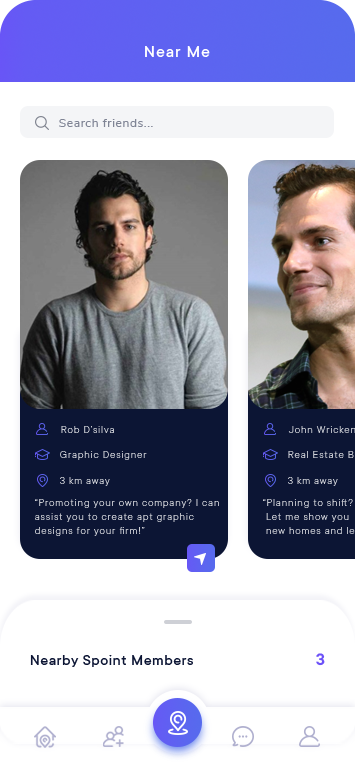 Near Me
Search friends...
Rob D'silva
Graphic Designer
3 km away
“Promoting your own company? I can
assist you to create apt graphic
designs for your firm!”
John Wricken
Real Estate B
3 km away
“Planning to shift?
Let me show you
new homes and le
Nearby Spoint Members
3